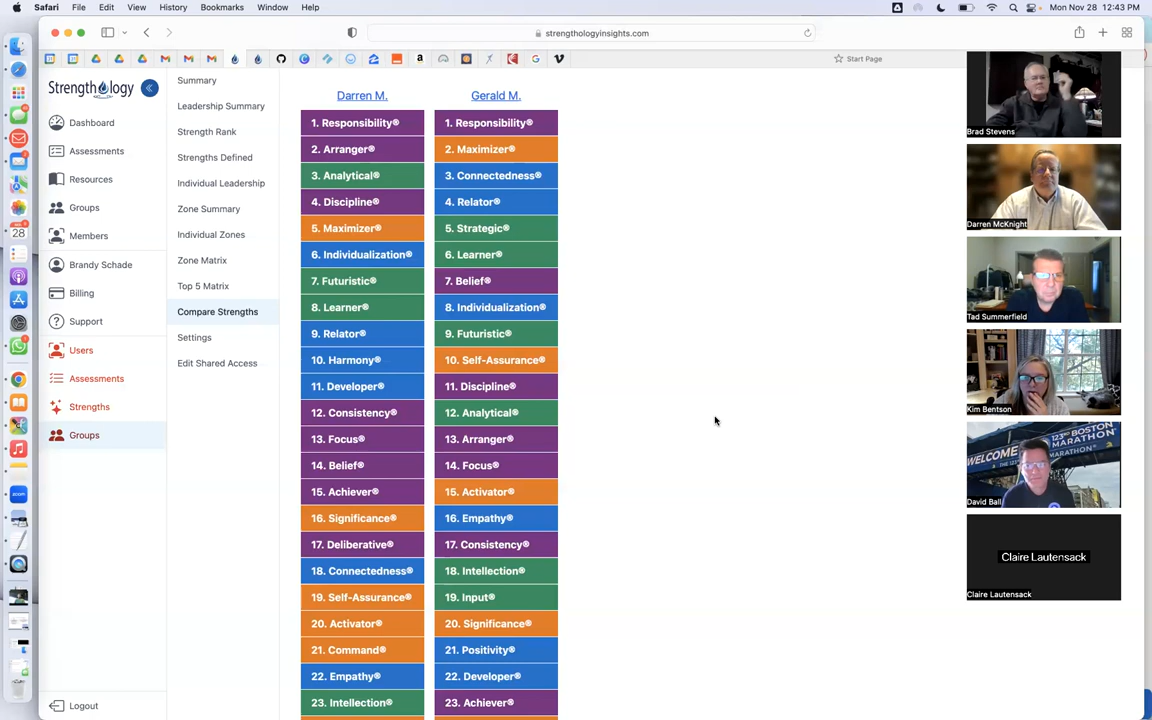 Safari File Edit View History Bookmarks Window Help
Mon Nov 28 12:43 PM
strengthologyinsights.com
Start Page
Strengthology
Dashboard
Assessments
Resources
Groups
Members
Brandy Schade
Billing
Support
Users
Assessments
Strengths
Groups
Logout
Summary
Leadership Summary
Strength Rank
Strengths Defined
Individual Leadership
Zone Summary
Individual Zones
Zone Matrix
Top 5 Matrix
Compare Strengths
Settings
Edit Shared Access
Darren M.
1. Responsibility®
2. Arranger®
3. Analytical®
4. Discipline®
5. Maximizer®
6. Individualization®
7. Futuristic®
8. Learner®
9. Relator®
10. Harmony®
11. Developer®
12. Consistency®
13. Focus®
14. Belief®
15. Achiever®
16. Significance®
17. Deliberative®
18. Connectedness®
19. Self-Assurance®
20. Activator®
21. Command®
22. Empathy®
23. Intellection®
Gerald M.
1. Responsibility®
2. Maximizer®
3. Connectedness®
4. Relator®
5. Strategic®
6. Learner®
7. Belief®
8. Individualization®
9. Futuristic®
10. Self-Assurance®
11. Discipline®
12. Analytical®
13. Arranger®
14. Focus®
15. Activator®
16. Empathy®
17. Consistency®
18. Intellection®
19. Input®
20. Significance®
21. Positivity®
22. Developer®
23. Achiever®
Brad Stevens
Darren McKnight
Tad Summerfield
Kim Bentson
WELCOME
123RD BOSTON
MARATHON
David Ball
Claire Lautensack
Claire Lautensack
28